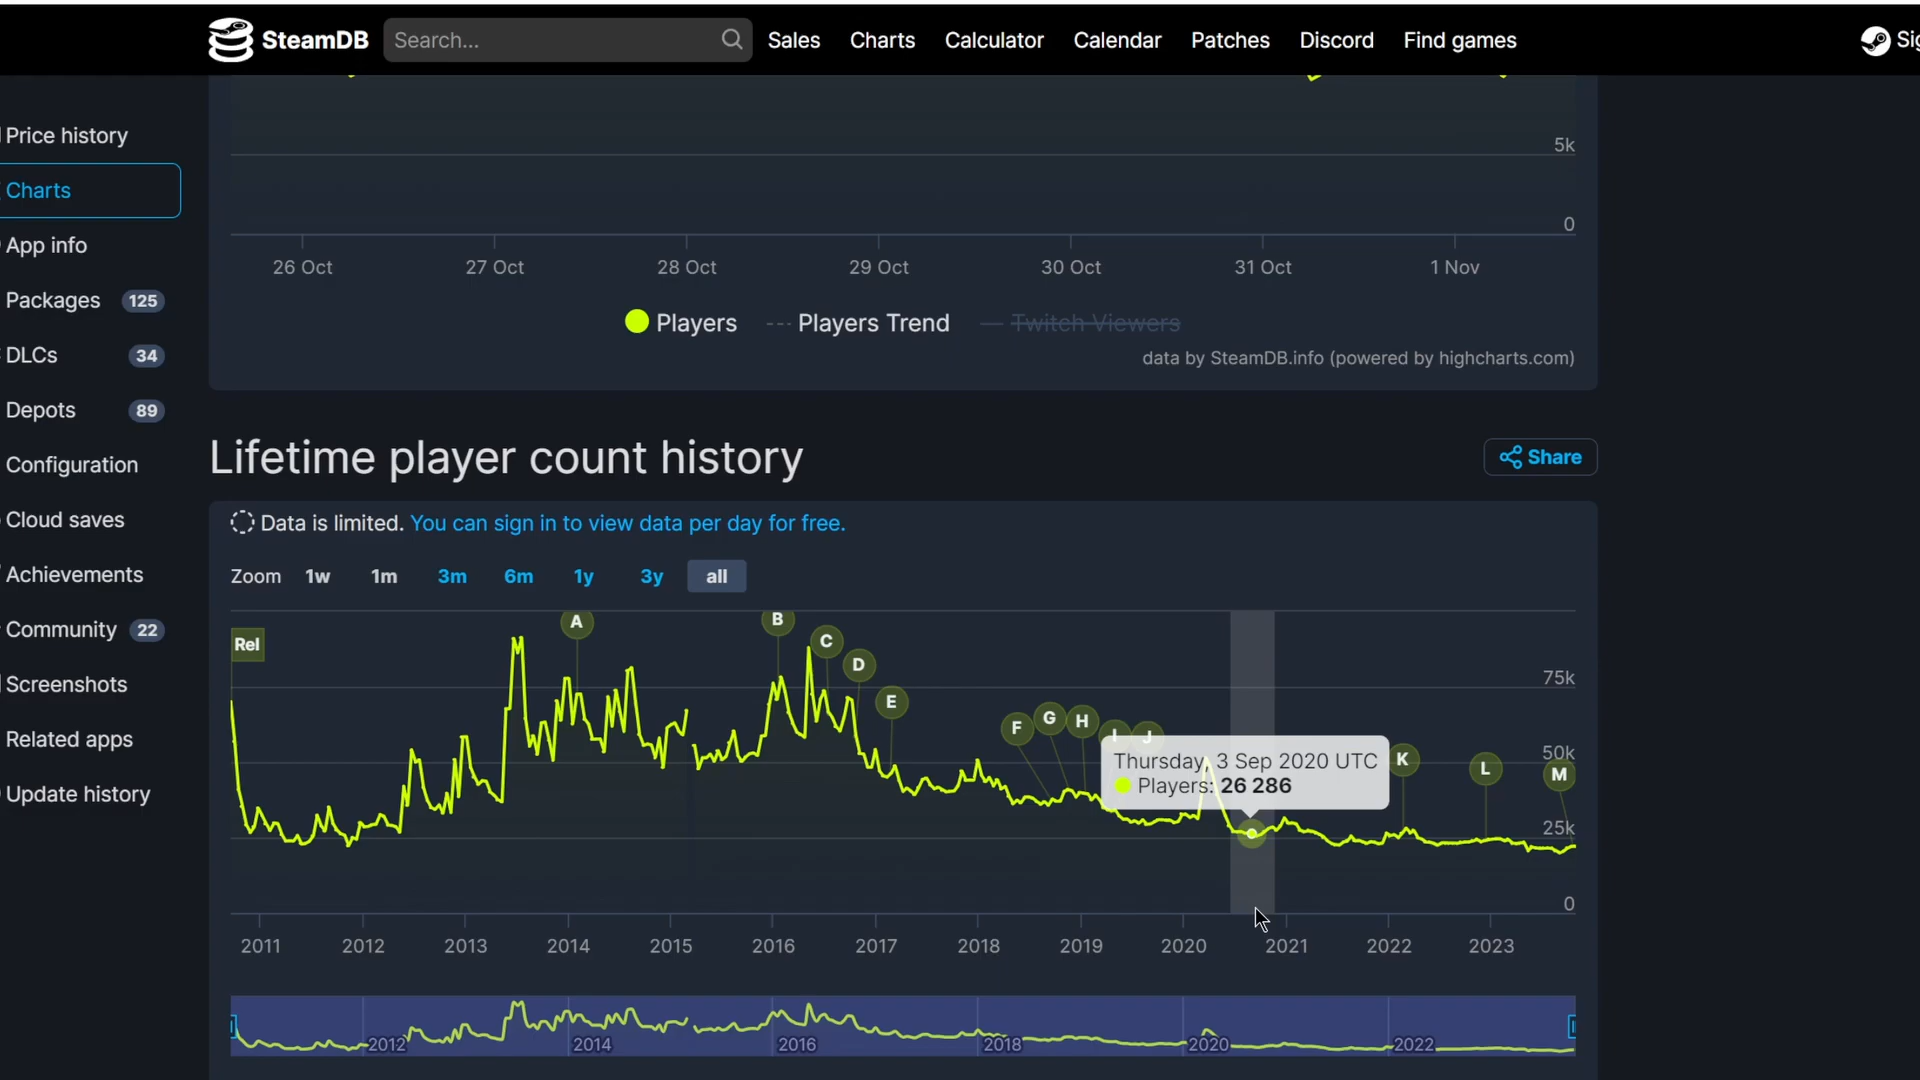 SteamDB
Search...
Sales
Charts
Calculator
Calendar
Patches
Discord
Find games
Price history
Charts
App info
Packages 125
DLCs 34
Depots 89
Configuration
Cloud saves
Achievements
Community 22
Screenshots
Related apps
Update history
5k
0
26 Oct 27 Oct 28 Oct 29 Oct 30 Oct 31 Oct 1 Nov
Players Players Trend Twitch Viewers
data by SteamDB.info (powered by highcharts.com)
Lifetime player count history
Share
Data is limited. You can sign in to view data per day for free.
Zoom 1w 1m 3m 6m 1y 3y all
Rel
A
B
C
D
E
F
G
H
I
J
K
L
M
75k
50k
25k
0
Thursday, 3 Sep 2020 UTC
Players: 26 286
2011 2012 2013 2014 2015 2016 2017 2018 2019 2020 2021 2022 2023
2012 2014 2016 2018 2020 2022